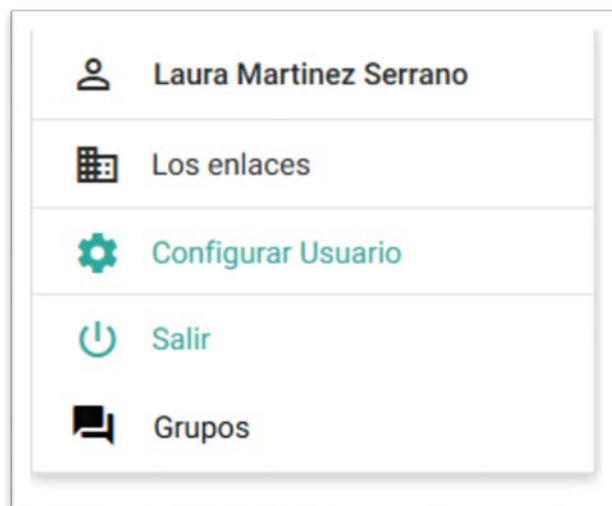 Laura Martinez Serrano
Los enlaces
Configurar Usuario
Salir
Grupos